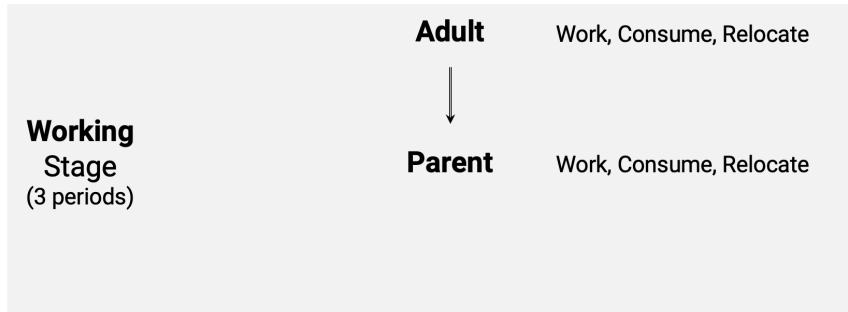 Adult Work, Consume, Relocate
Working
Stage
(3 periods)
Parent Work, Consume, Relocate